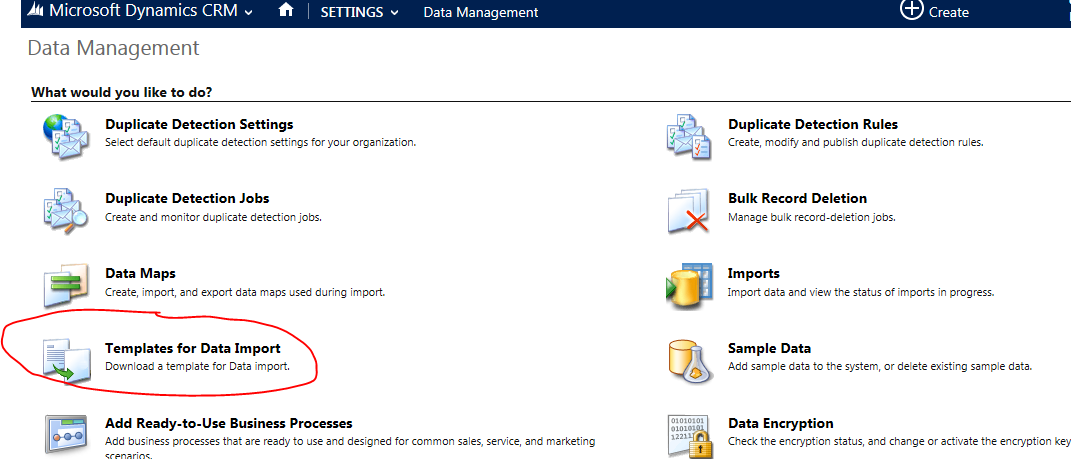 Microsoft Dynamics CRM SETTINGS Data Management Create
Data Management
What would you like to do?
Duplicate Detection Settings
Select default duplicate detection settings for your organization.
Duplicate Detection Rules
Create, modify and publish duplicate detection rules.
Duplicate Detection Jobs
Create and monitor duplicate detection jobs.
Bulk Record Deletion
Manage bulk record-deletion jobs.
Data Maps
Create, import, and export data maps used during import.
Imports
Import data and view the status of imports in progress.
Templates for Data Import
Download a template for Data import.
Sample Data
Add sample data to the system, or delete existing sample data.
Add Ready-to-Use Business Processes
Add business processes that are ready to use and designed for common sales, service, and marketing
scenarios.
Data Encryption
Check the encryption status, and change or activate the encryption key